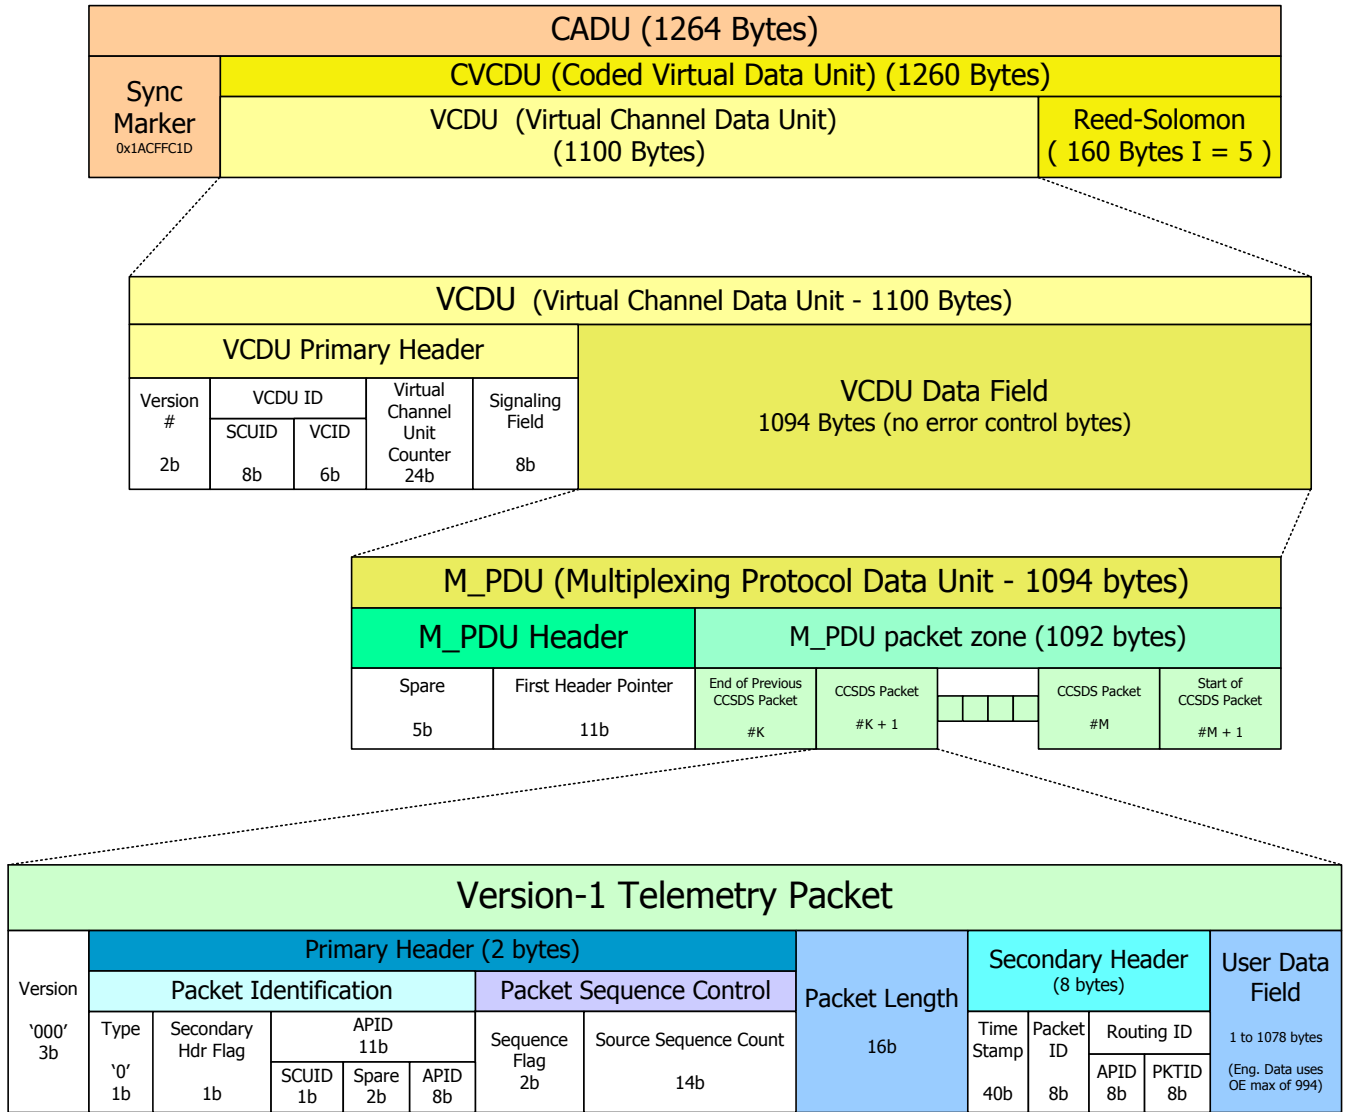 CADU (1264 Bytes)
Sync
Marker
0x1ACFFC1D
CVCDU (Coded Virtual Data Unit) (1260 Bytes)
VCDU (Virtual Channel Data Unit)
(1100 Bytes)
Reed-Solomon
( 160 Bytes I = 5 )
VCDU (Virtual Channel Data Unit - 1100 Bytes)
VCDU Primary Header
Version
#
2b
VCDU ID
SCUID
8b
VCID
6b
Virtual
Channel
Unit
Counter
24b
Signaling
Field
8b
VCDU Data Field
1094 Bytes (no error control bytes)
M_PDU (Multiplexing Protocol Data Unit - 1094 bytes)
M_PDU Header
M_PDU packet zone (1092 bytes)
Spare
5b
First Header Pointer
11b
End of Previous
CCSDS Packet
#K
CCSDS Packet
#K + 1
CCSDS Packet
#M
Start of
CCSDS Packet
#M + 1
Version-1 Telemetry Packet
Version
‘000’
3b
Primary Header (2 bytes)
Packet Identification
Type
‘0’
1b
Secondary
Hdr Flag
1b
APID
11b
SCUID
1b
Spare
2b
APID
8b
Packet Sequence Control
Sequence
Flag
2b
Source Sequence Count
14b
Packet Length
16b
Secondary Header
(8 bytes)
Time
Stamp
40b
Packet
ID
8b
Routing ID
APID
8b
PKTID
8b
User Data
Field
1 to 1078 bytes
(Eng. Data uses
OE max of 994)